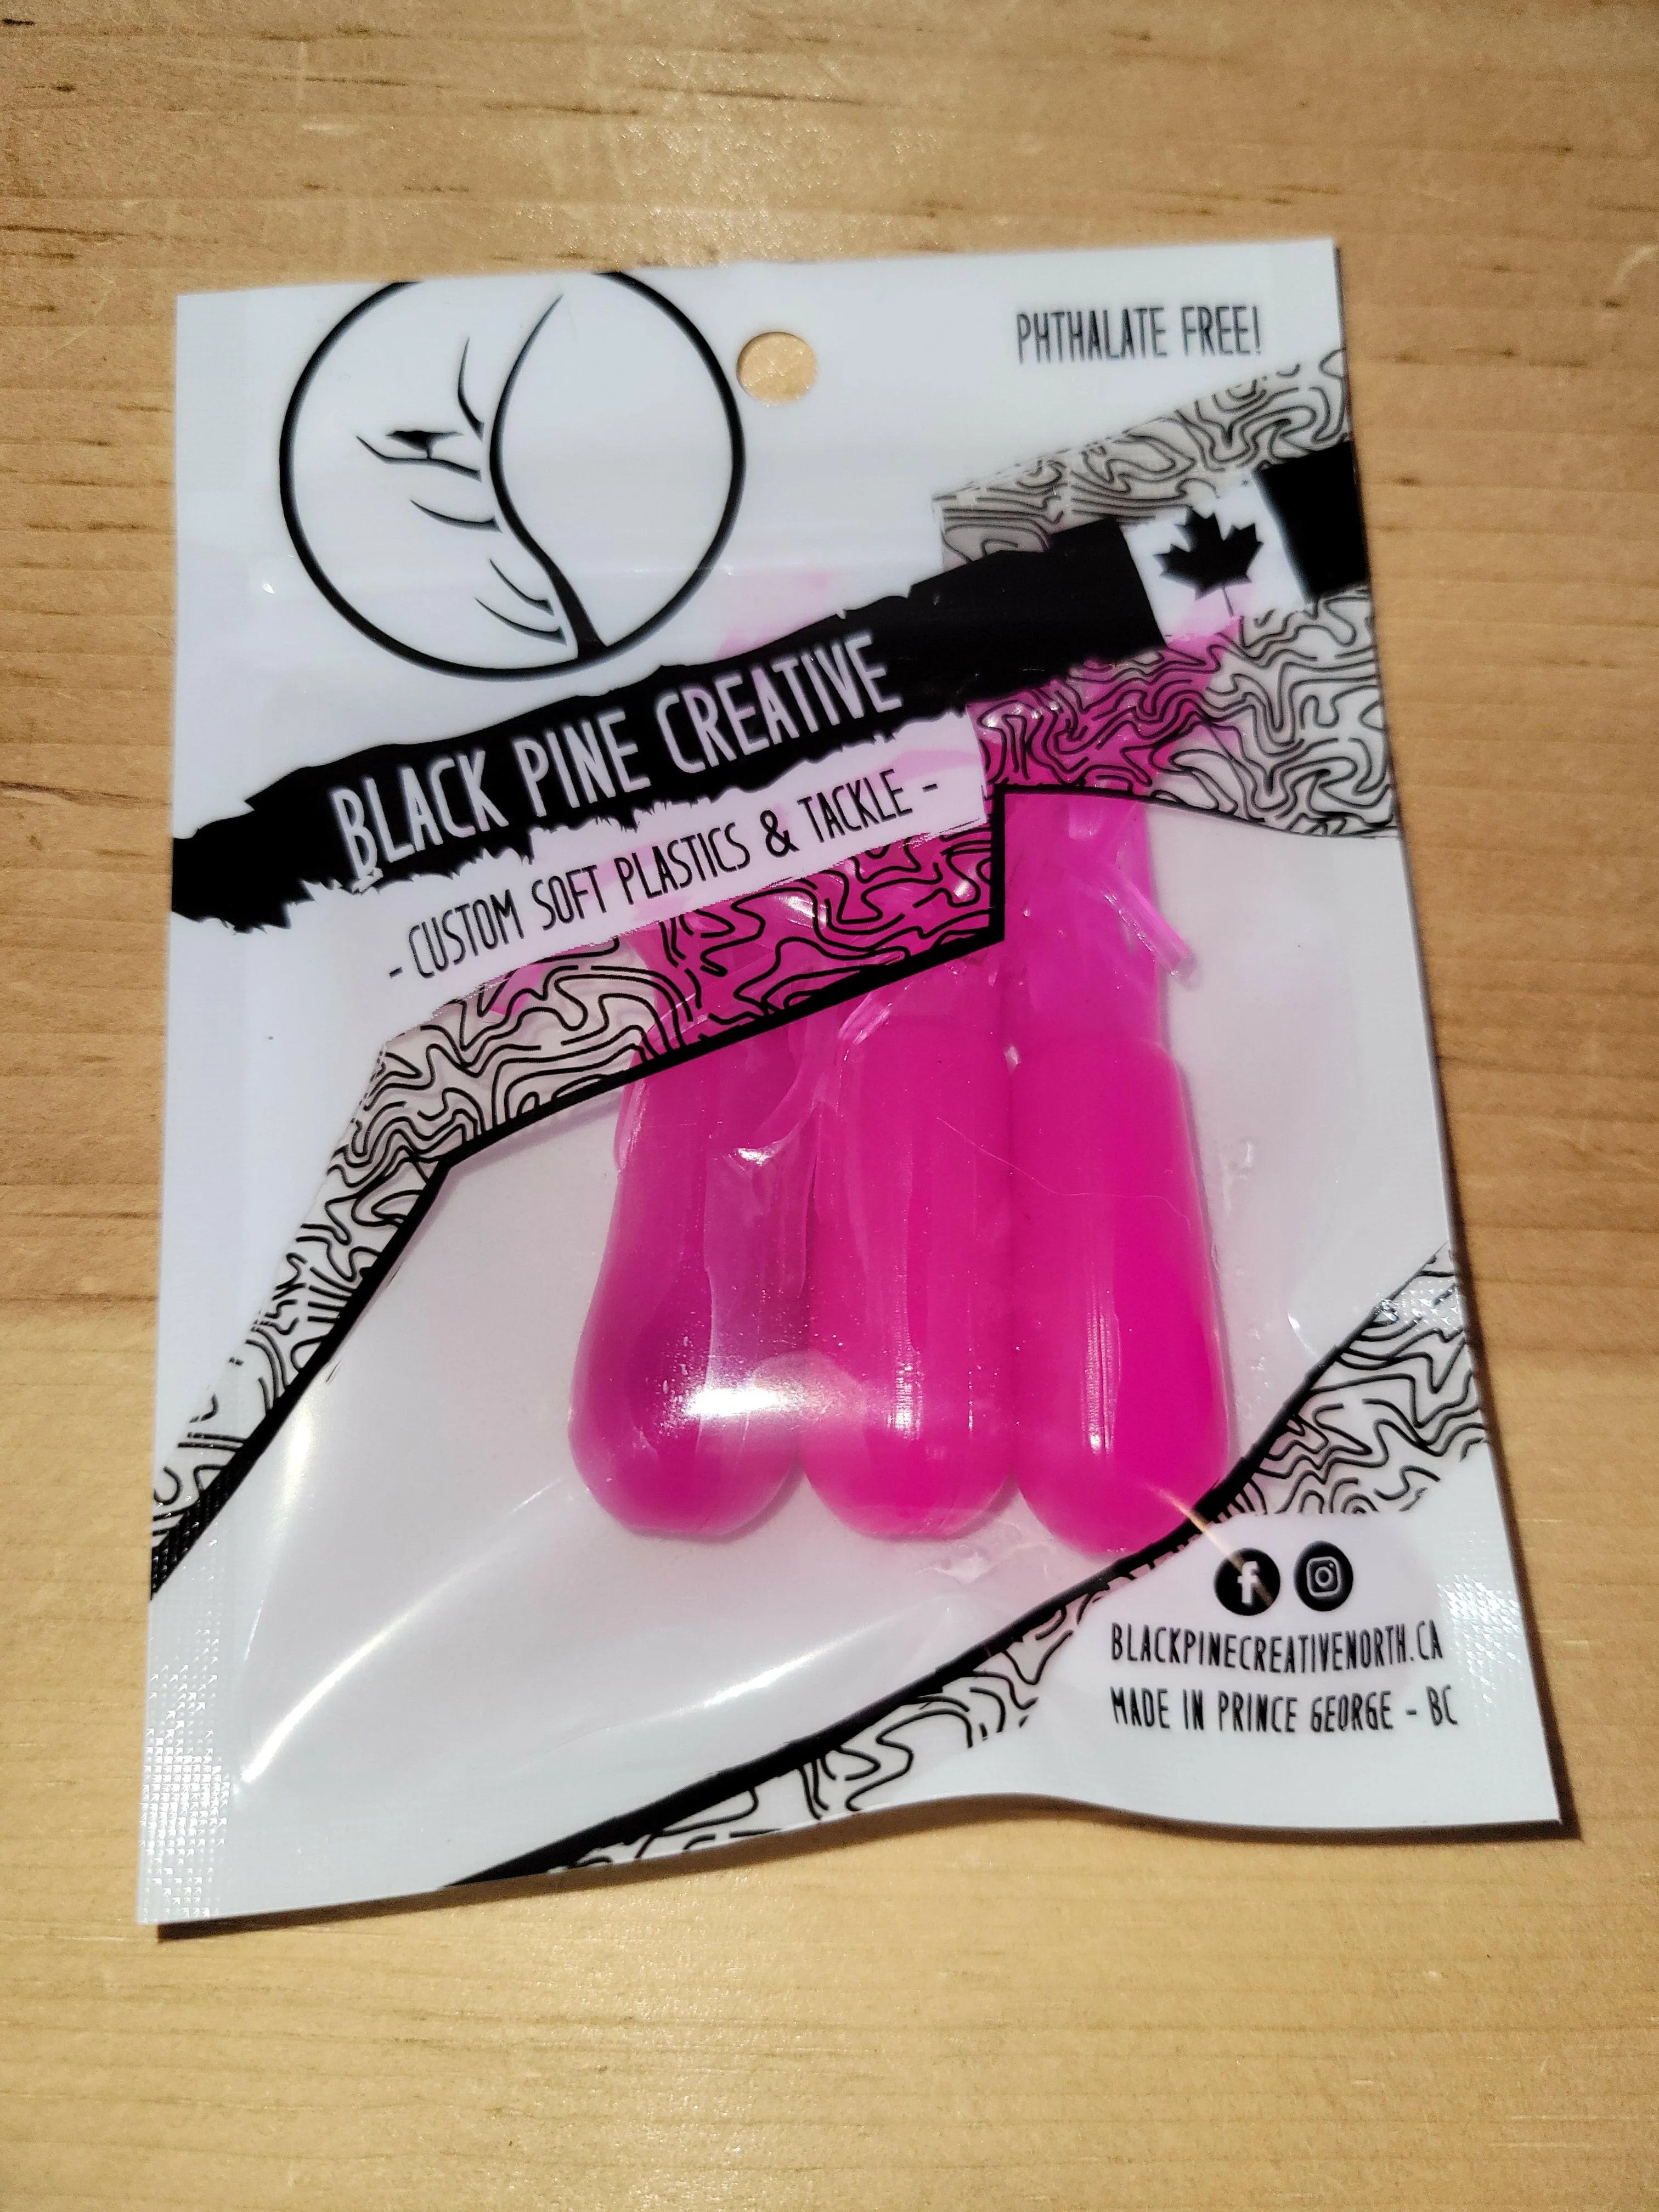 PHTHALATE FREE!
BLACK PINE CREATIVE
- CUSTOM SOFT PLASTICS & TACKLE -
BLACKPINECREATIVENORTH.CA
MADE IN PRINCE GEORGE - BC